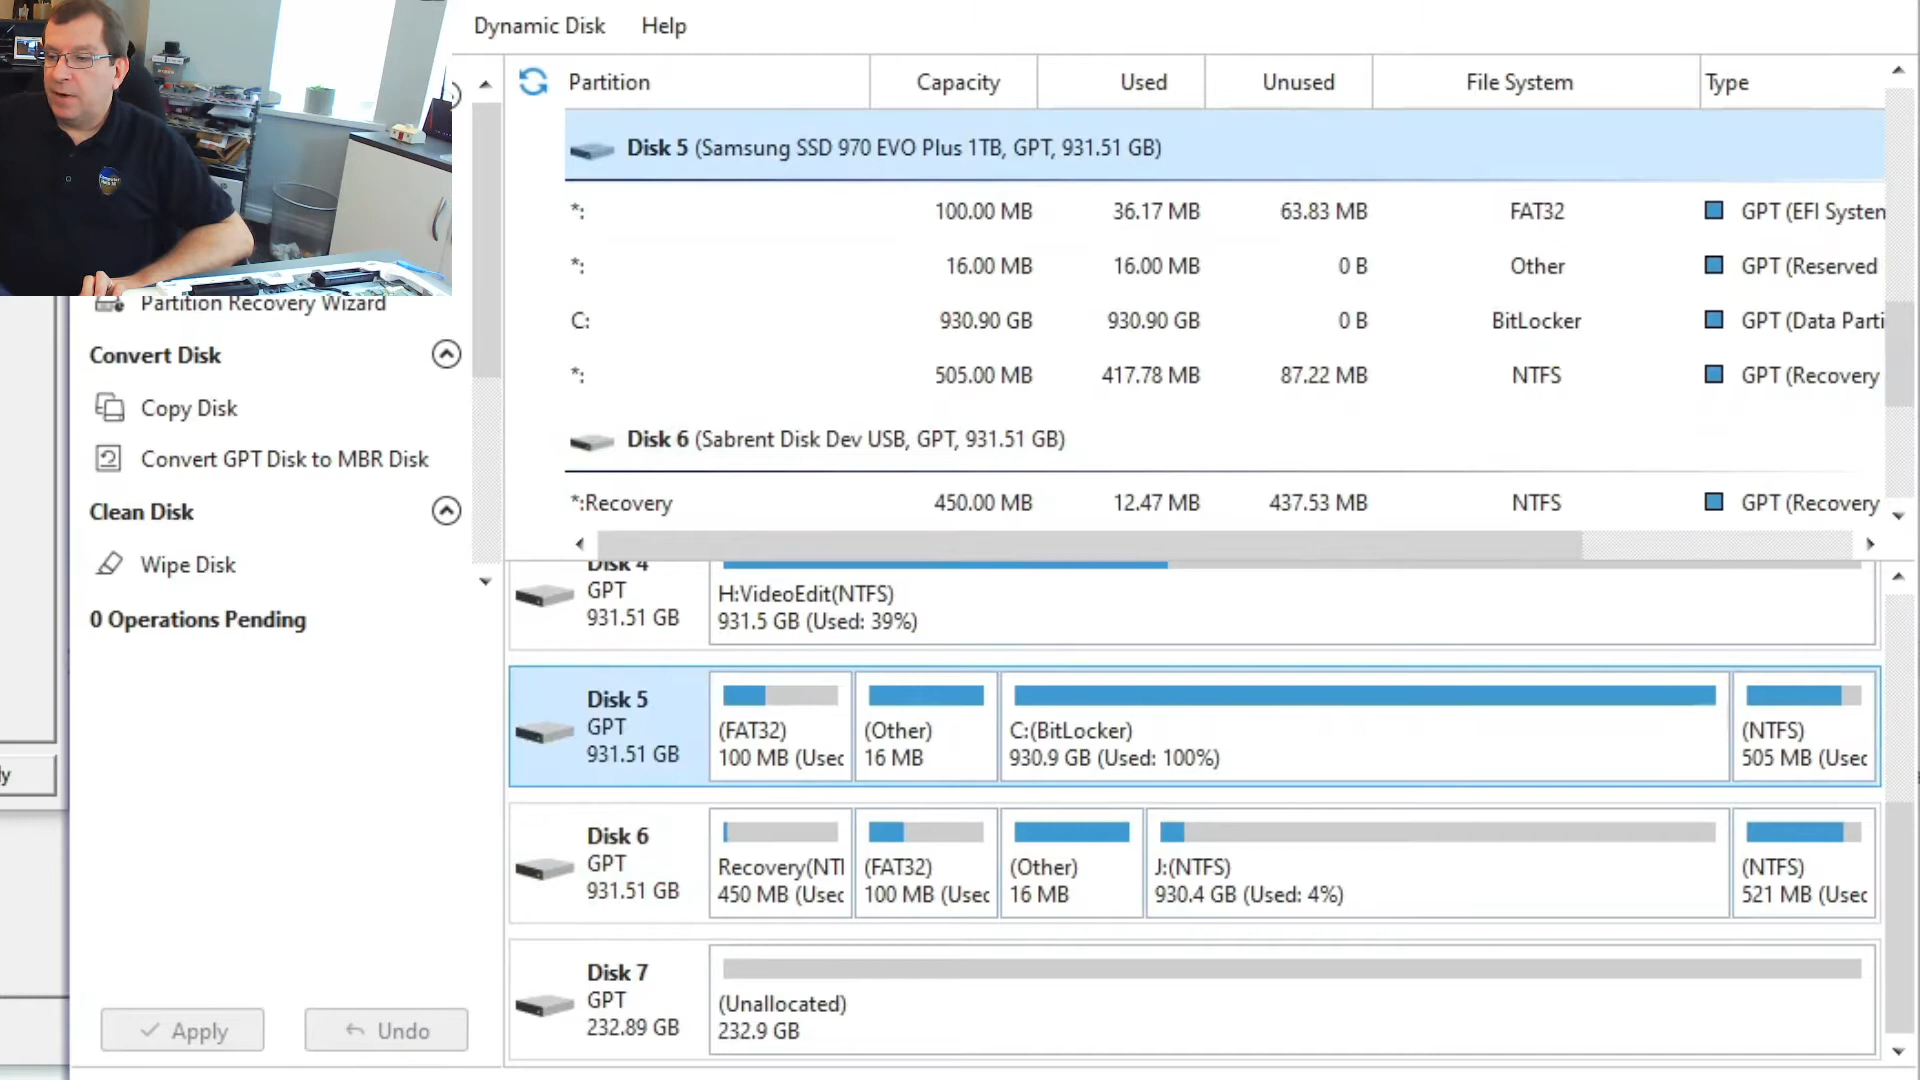 Dynamic Disk Help
Partition Capacity Used Unused File System Type
Disk 5 (Samsung SSD 970 EVO Plus 1TB, GPT, 931.51 GB)
*: 100.00 MB 36.17 MB 63.83 MB FAT32 GPT (EFI System
*: 16.00 MB 16.00 MB 0 B Other GPT (Reserved
C: 930.90 GB 930.90 GB 0 B BitLocker GPT (Data Parti
*: 505.00 MB 417.78 MB 87.22 MB NTFS GPT (Recovery
Disk 6 (Sabrent Disk Dev USB, GPT, 931.51 GB)
*:Recovery 450.00 MB 12.47 MB 437.53 MB NTFS GPT (Recovery
Partition Recovery Wizard
Convert Disk
Copy Disk
Convert GPT Disk to MBR Disk
Clean Disk
Wipe Disk
0 Operations Pending
Apply Undo
Disk 4
GPT
931.51 GB
H:VideoEdit(NTFS)
931.5 GB (Used: 39%)
Disk 5
GPT
931.51 GB
(FAT32)
100 MB (Used
(Other)
16 MB
C:(BitLocker)
930.9 GB (Used: 100%)
(NTFS)
505 MB (Used
Disk 6
GPT
931.51 GB
Recovery(NTI
450 MB (Used
(FAT32)
100 MB (Used
(Other)
16 MB
J:(NTFS)
930.4 GB (Used: 4%)
(NTFS)
521 MB (Used
Disk 7
GPT
232.89 GB
(Unallocated)
232.9 GB